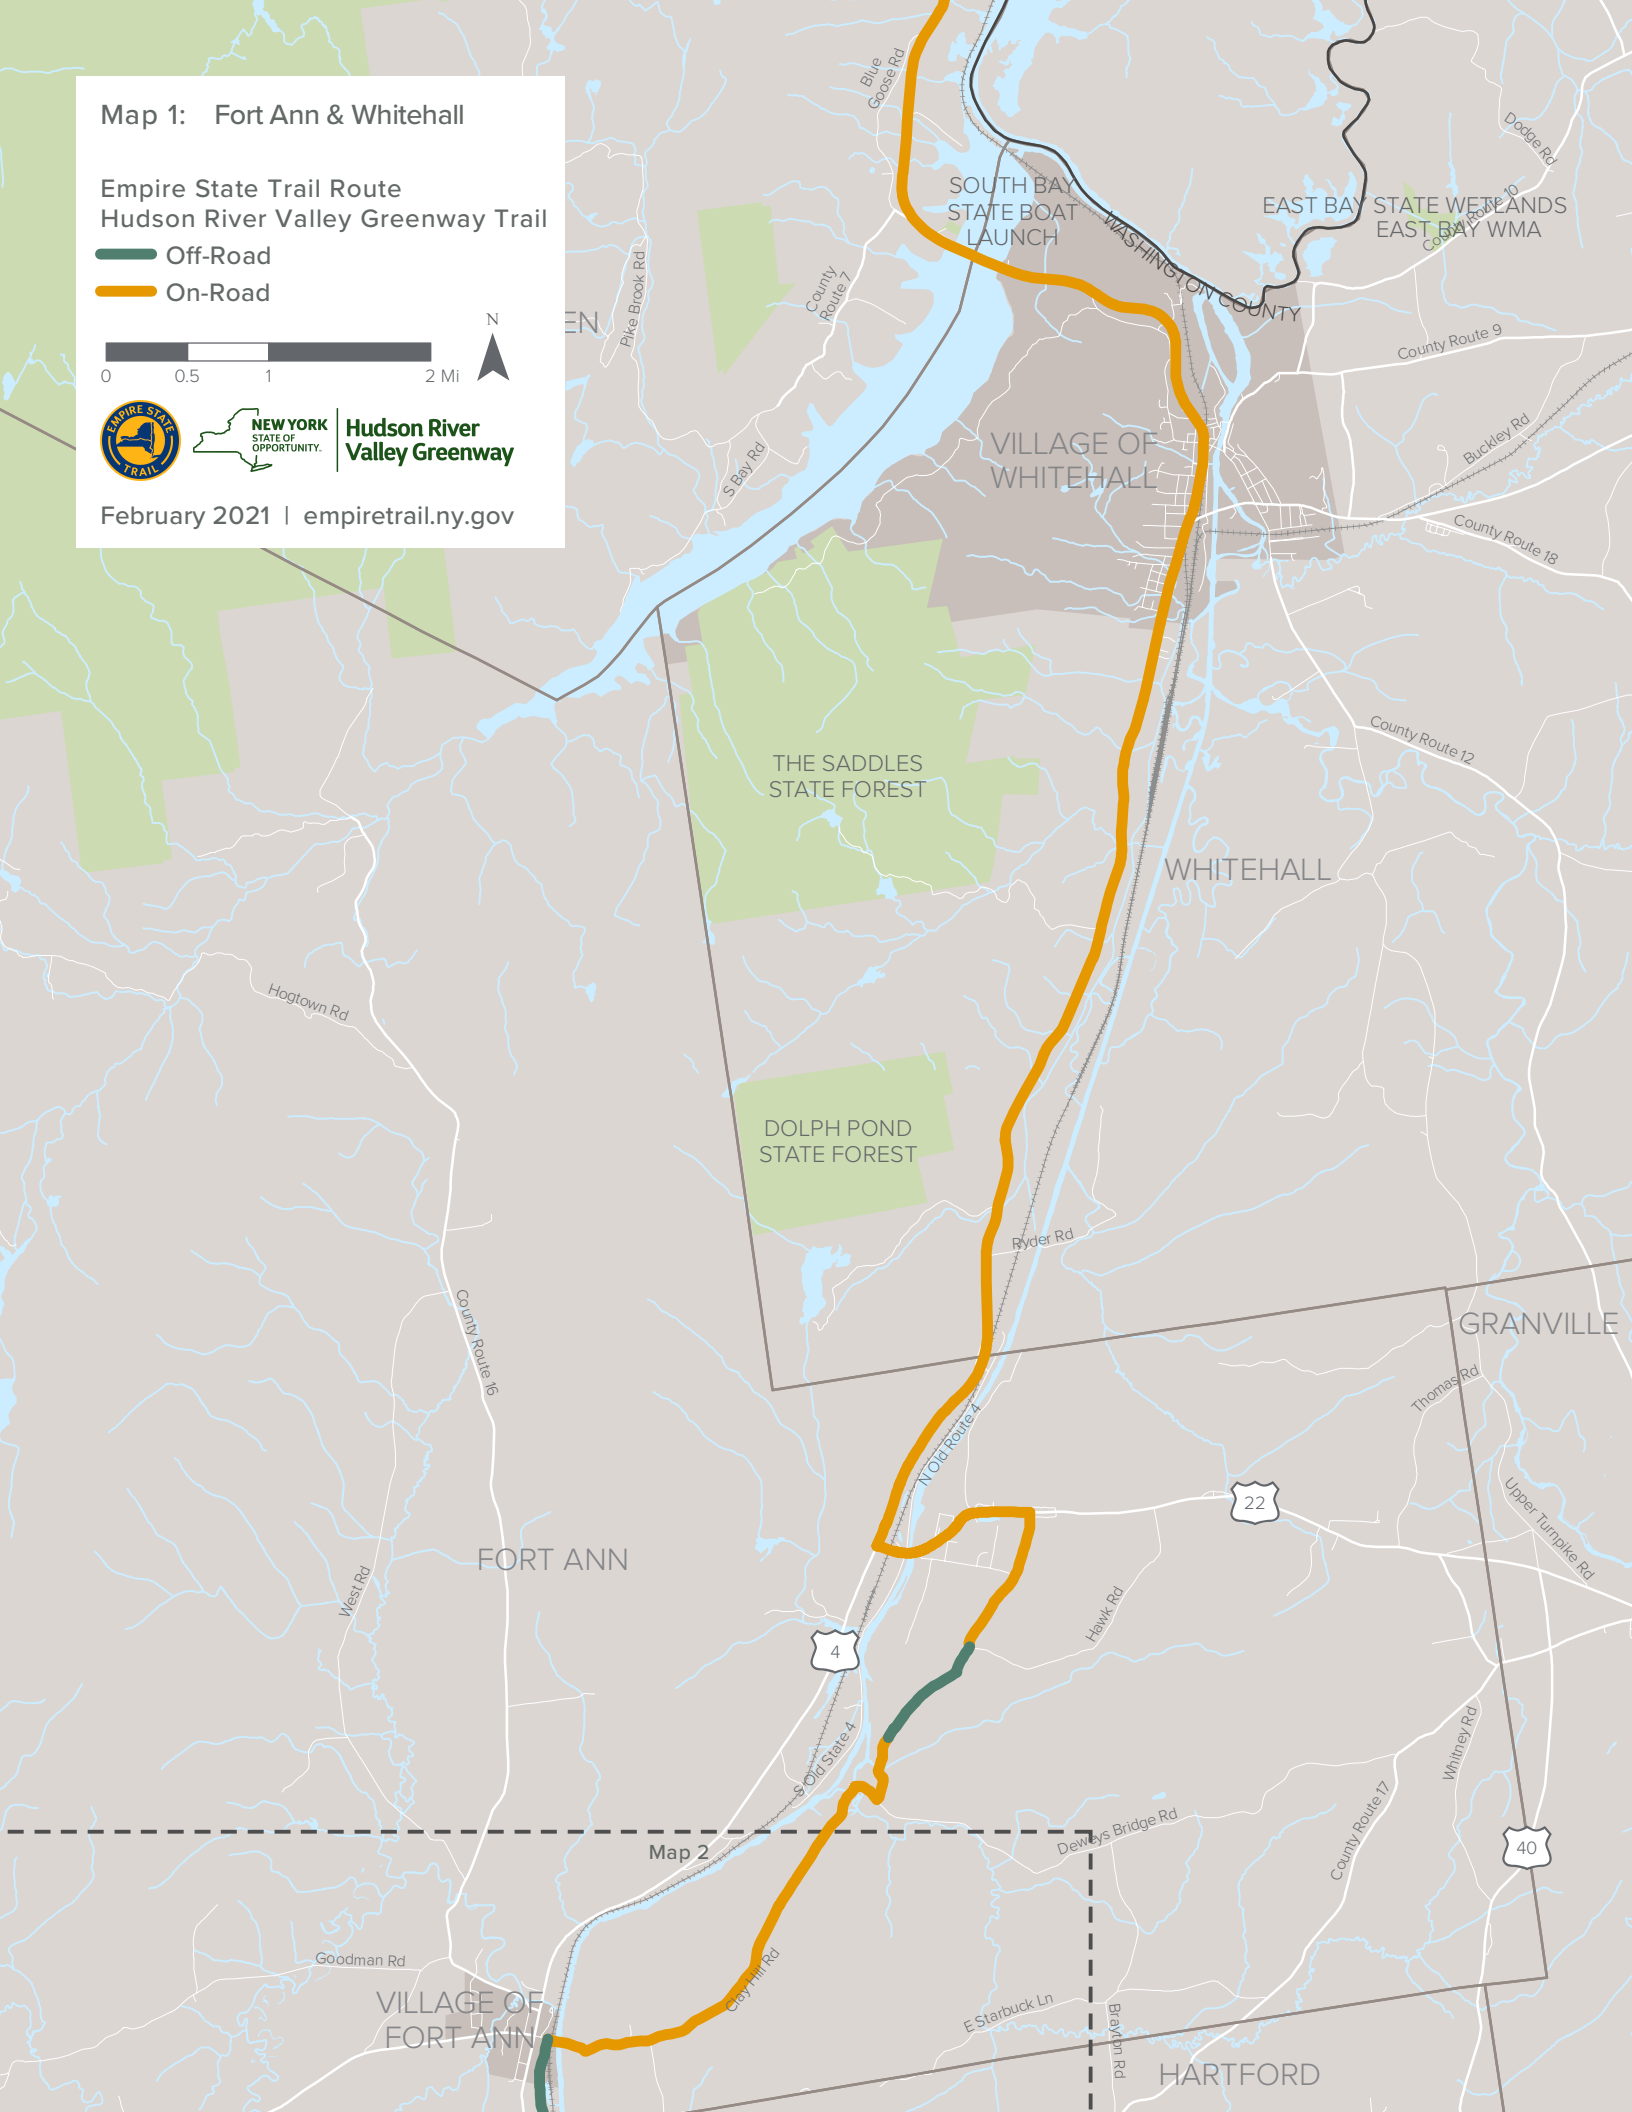 Map 1: Fort Ann & Whitehall
Empire State Trail Route
Hudson River Valley Greenway Trail
Off-Road
On-Road
N
0 0.5 1 2 Mi
EMPIRE STATE
TRAIL
NEW YORK
STATE OF
OPPORTUNITY.
Hudson River
Valley Greenway
February 2021 | empiretrail.ny.gov
Blue
Goose Rd
Dodge Rd
SOUTH BAY
STATE BOAT
LAUNCH
WASHINGTON COUNTY
EAST BAY STATE WETLANDS
EAST BAY WMA
County Route 10
Pike Brook Rd
County
Route 7
EN
County Route 9
Buckley Rd
VILLAGE OF
WHITEHALL
S Bay Rd
County Route 18
County Route 12
THE SADDLES
STATE FOREST
WHITEHALL
Hogtown Rd
DOLPH POND
STATE FOREST
Ryder Rd
County Route 16
GRANVILLE
Thomas Rd
N Old Route 4
22
Upper Turnpike Rd
FORT ANN
West Rd
Hawk Rd
4
S Old State 4
Whitney Rd
County Route 17
Deweys Bridge Rd
40
Map 2
Goodman Rd
Clay Hill Rd
VILLAGE OF
FORT ANN
E Starbuck Ln
Brayton Rd
HARTFORD